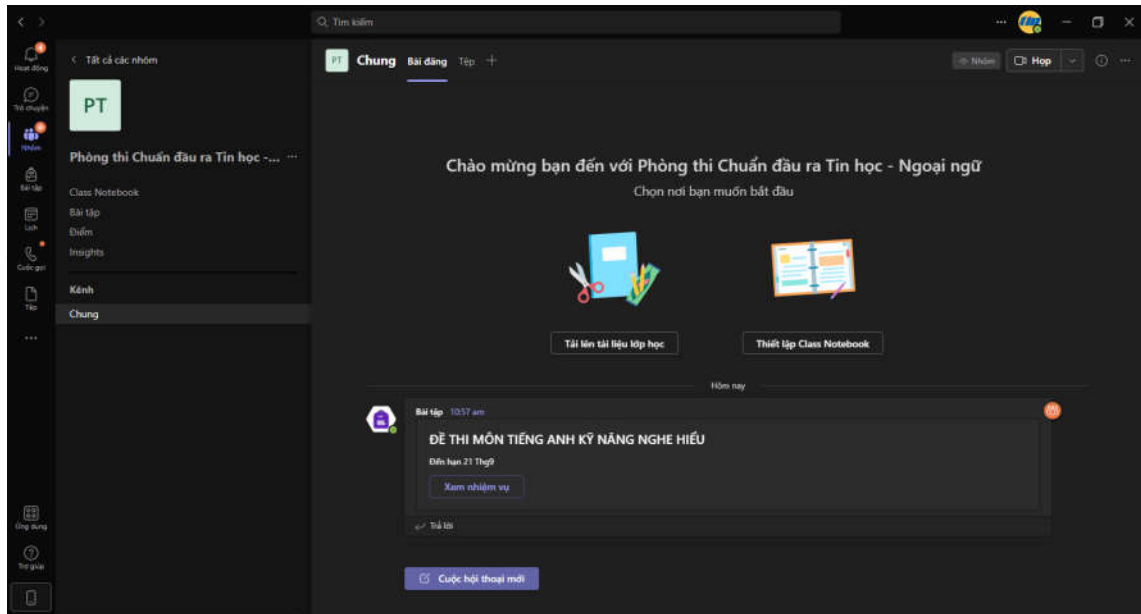 Tìm kiếm
Hoạt động
Trò chuyện
Nhóm
Bài tập
Lịch
Cuộc gọi
Tệp
Ứng dụng
Trợ giúp
Tất cả các nhóm
PT
Phòng thi Chuẩn đầu ra Tin học -...
Class Notebook
Bài tập
Điểm
Insights
Kênh
Chung
PT Chung Bài đăng Tệp
Nhóm Họp
Chào mừng bạn đến với Phòng thi Chuẩn đầu ra Tin học - Ngoại ngữ
Chọn nơi bạn muốn bắt đầu
Tải lên tài liệu lớp học Thiết lập Class Notebook
Hôm nay
Bài tập 10:57 am
ĐỀ THI MÔN TIẾNG ANH KỸ NĂNG NGHE HIỂU
Đến hạn 21 Thg9
Xem nhiệm vụ
Trả lời
Cuộc hội thoại mới